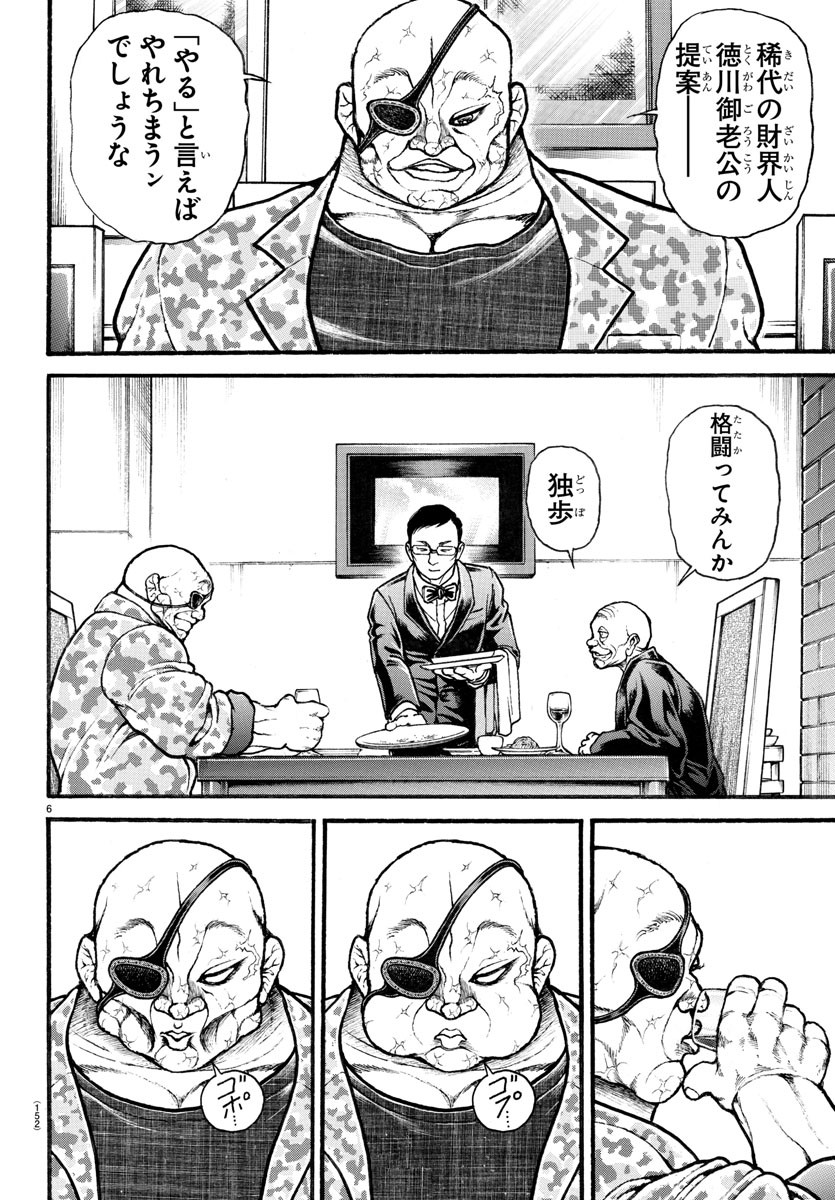 稀代の財界人
徳川御老公の
提案――
「やる」と言えば
やれちまうン
でしょうな
格闘ってみんか
独歩
ゴプ…
ゴポ…
6
(152)